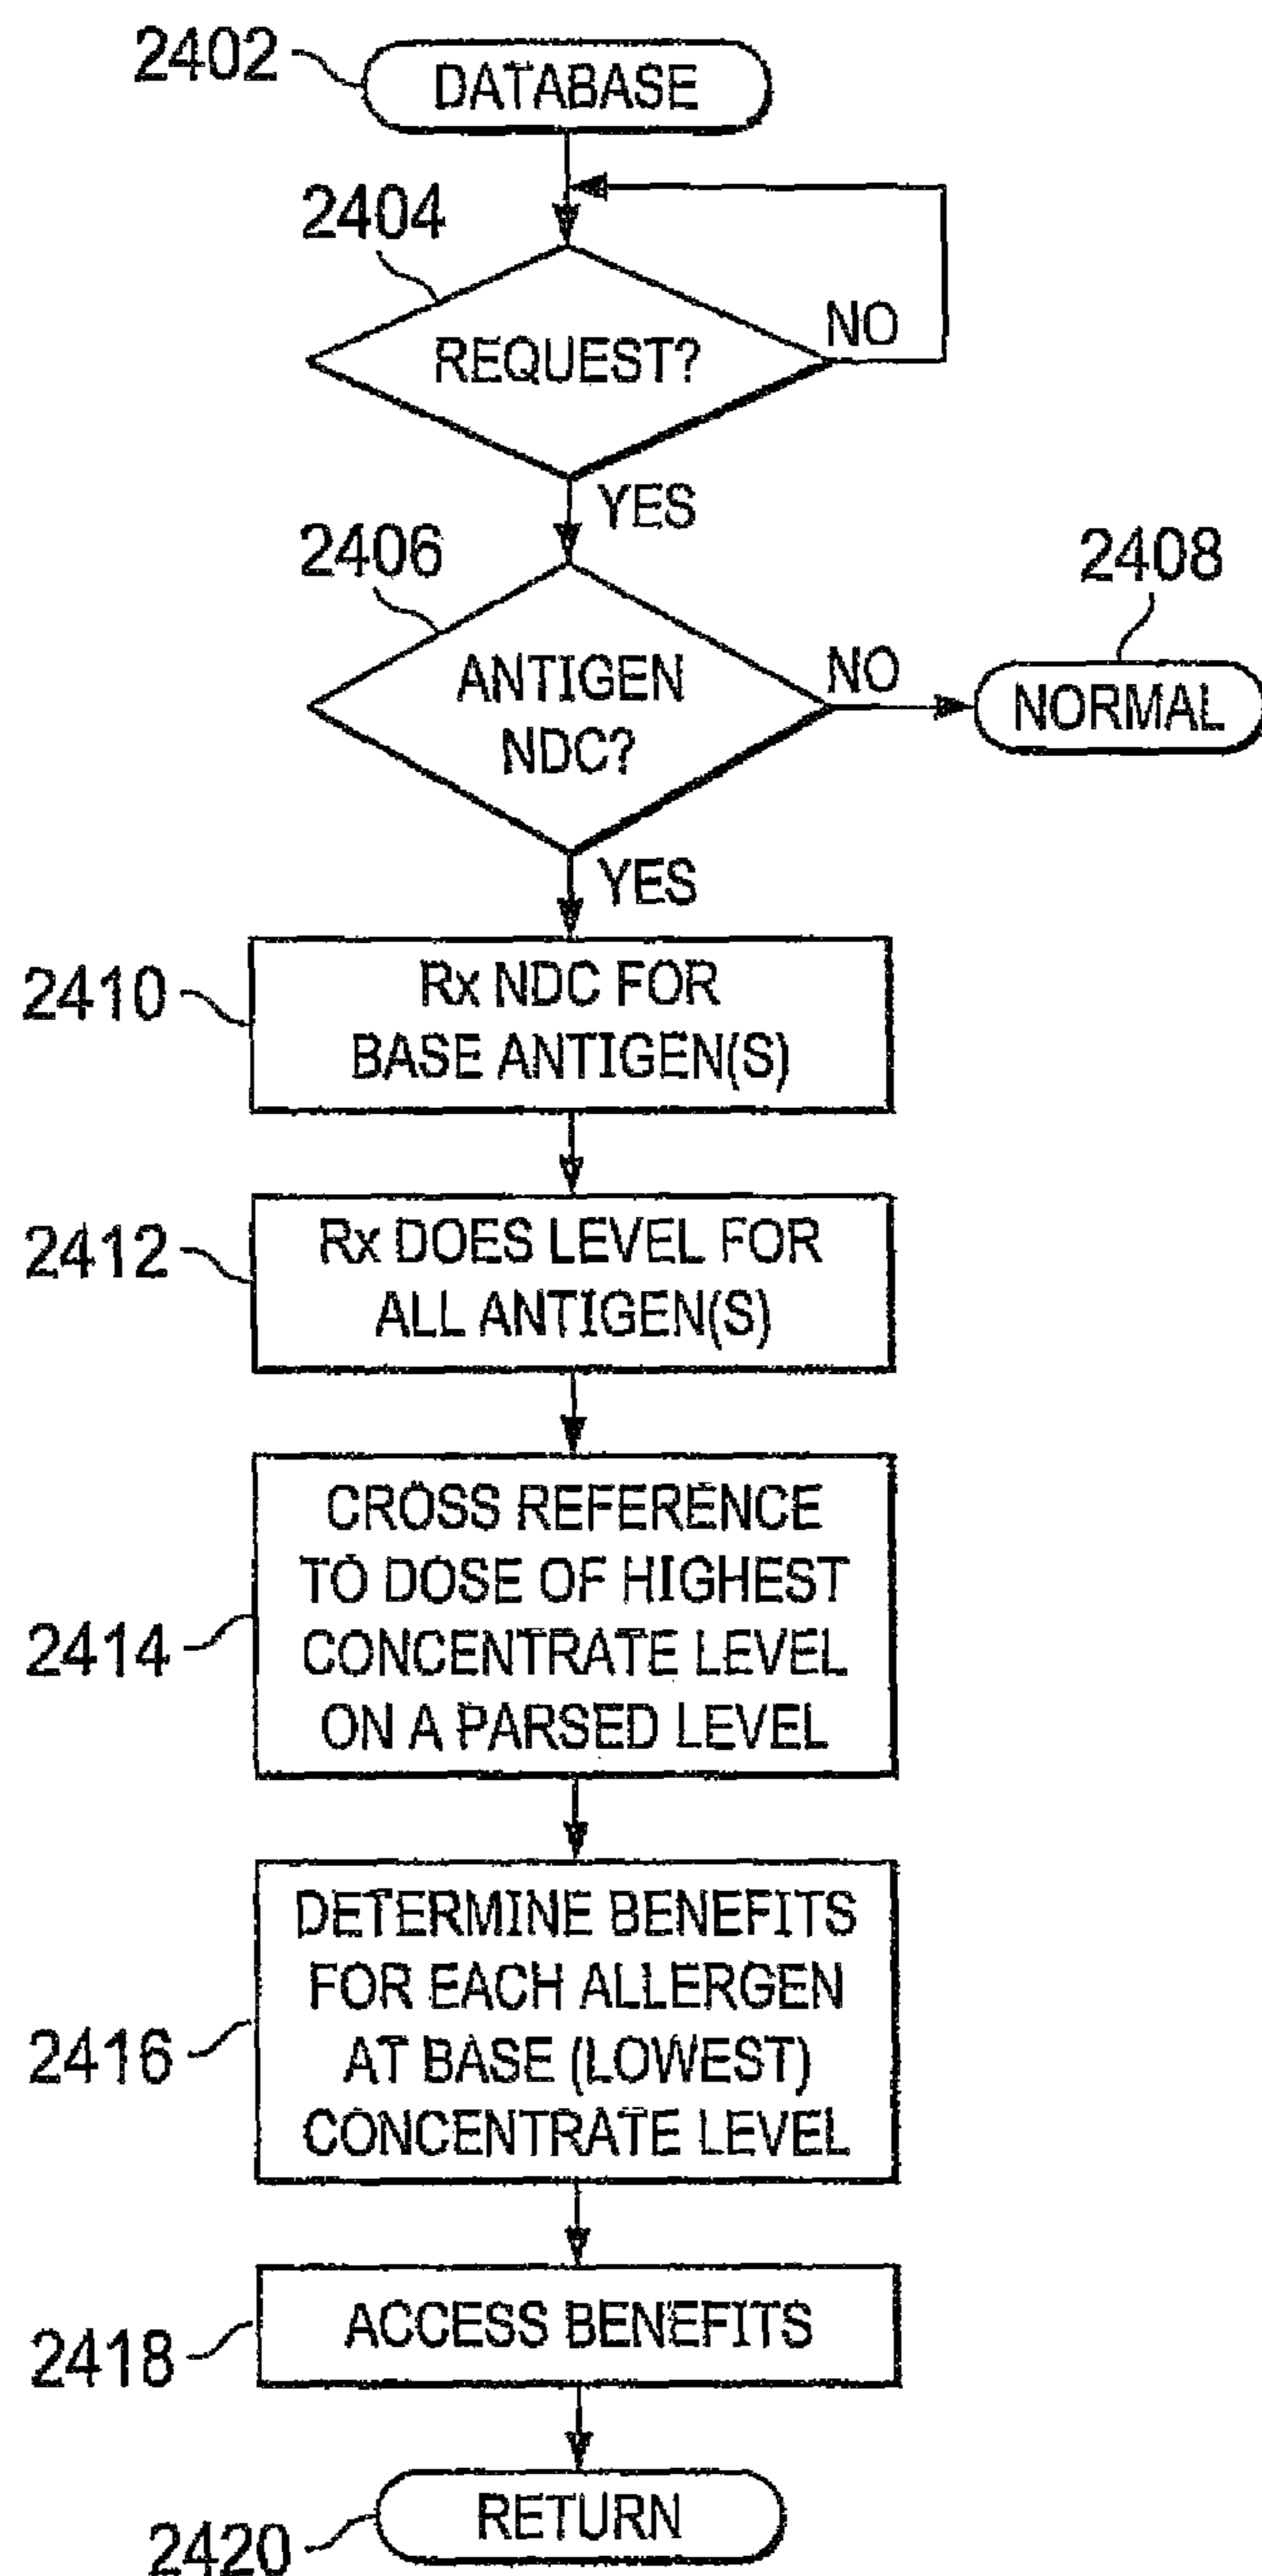 2402
DATABASE
2404
REQUEST?
NO
YES
2406
ANTIGEN
NDC?
NO
2408
NORMAL
YES
2410
Rx NDC FOR
BASE ANTIGEN(S)
2412
Rx DOES LEVEL FOR
ALL ANTIGEN(S)
2414
CROSS REFERENCE
TO DOSE OF HIGHEST
CONCENTRATE LEVEL
ON A PARSED LEVEL
2416
DETERMINE BENEFITS
FOR EACH ALLERGEN
AT BASE (LOWEST)
CONCENTRATE LEVEL
2418
ACCESS BENEFITS
2420
RETURN